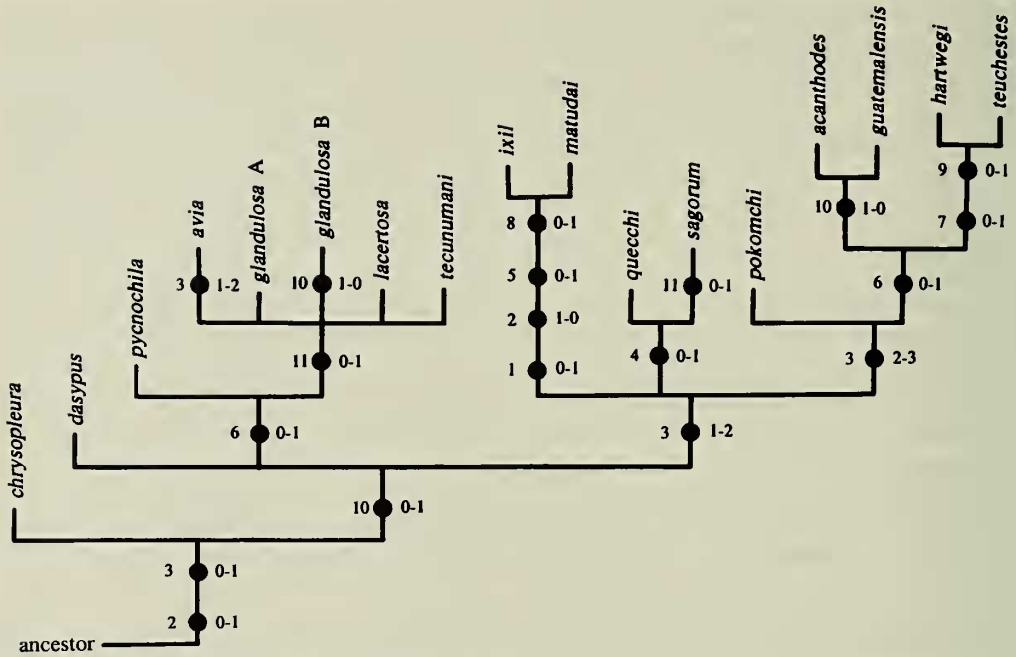 hartwegi
teuchestes
acanthodes
guatemalensis
9 0-1
10 1-0
7 0-1
ixil
matudai
avia
glandulosa A
glandulosa B
lacertosa
tecunumani
8 0-1
quecchi
sagorum
pokomchi
6 0-1
3 1-2
10 1-0
5 0-1
11 0-1
2 1-0
pycnochila
11 0-1
1 0-1
4 0-1
3 2-3
dasypus
6 0-1
3 1-2
chrysopleura
10 0-1
3 0-1
2 0-1
ancestor